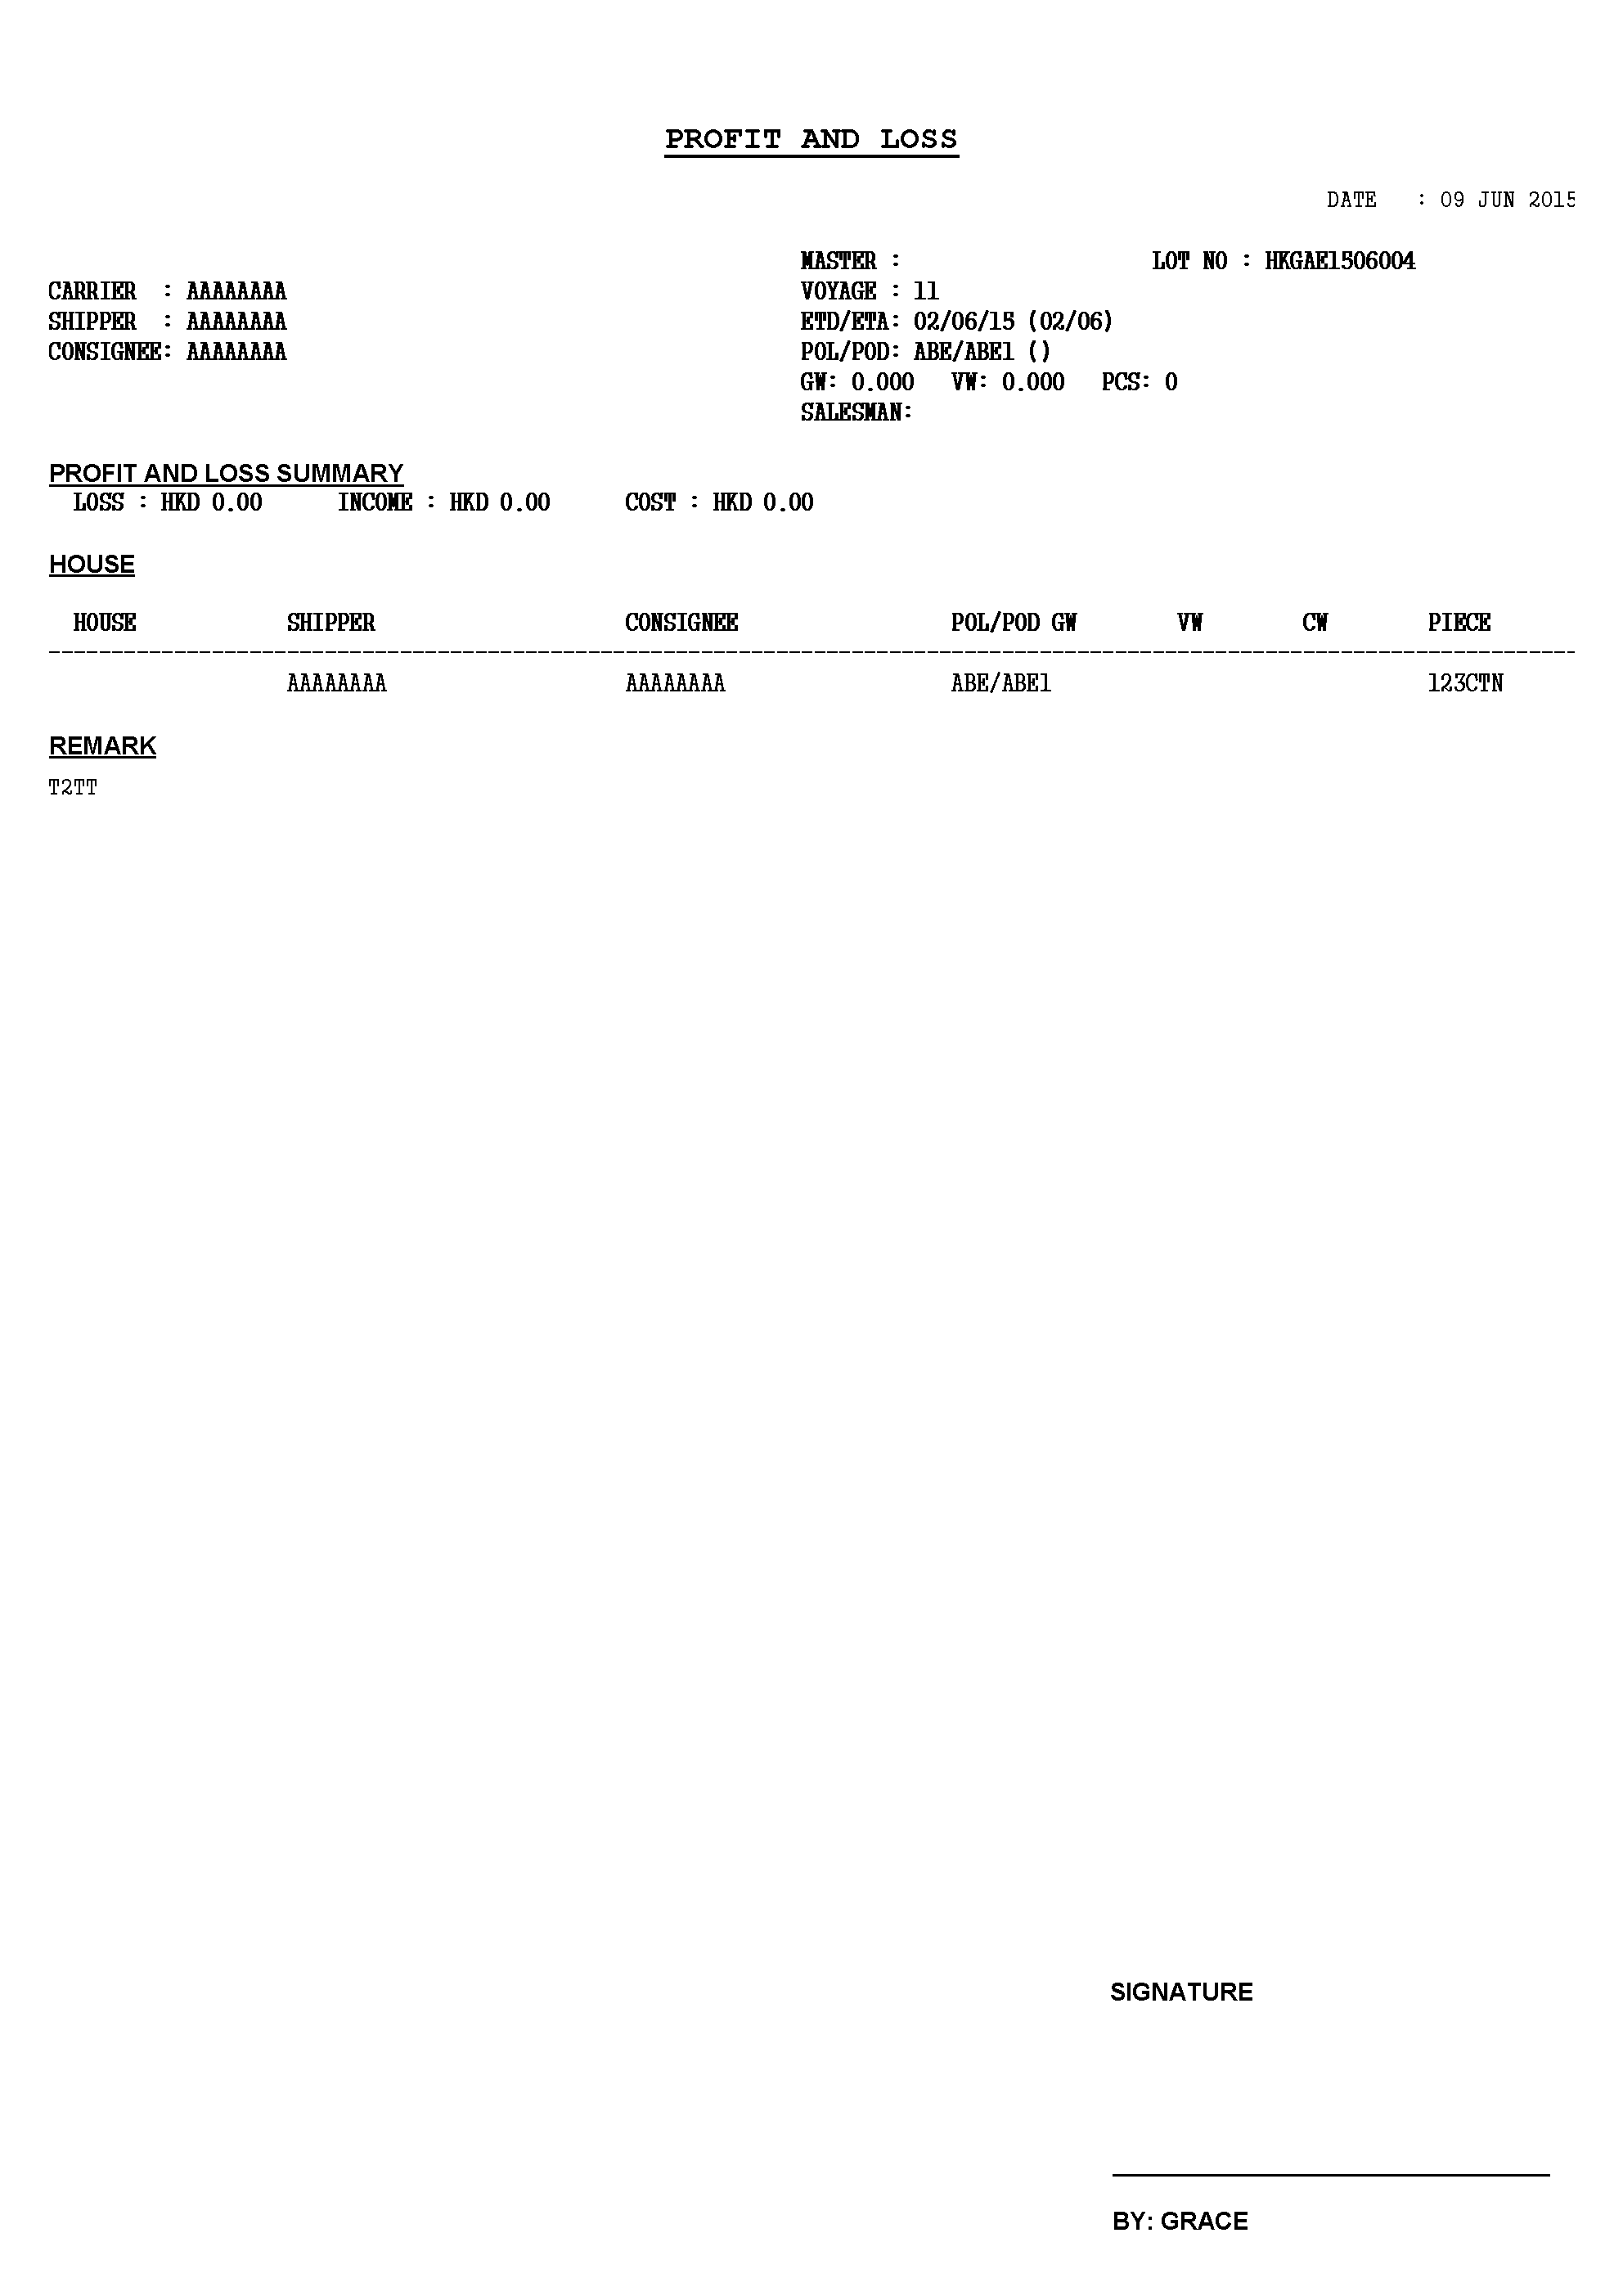 PROFIT AND LOSS
DATE : 09 JUN 2015
MASTER : LOT NO : HKGAE1506004
CARRIER : AAAAAAAA VOYAGE : 11
SHIPPER : AAAAAAAA ETD/ETA: 02/06/15 (02/06)
CONSIGNEE: AAAAAAAA POL/POD: ABE/ABE1 ()
GW: 0.000 VW: 0.000 PCS: 0
SALESMAN:
PROFIT AND LOSS SUMMARY
LOSS : HKD 0.00 INCOME : HKD 0.00 COST : HKD 0.00
HOUSE
HOUSE SHIPPER CONSIGNEE POL/POD GW VW CW PIECE
AAAAAAAA AAAAAAAA ABE/ABE1 123CTN
REMARK
T2TT
SIGNATURE
BY: GRACE